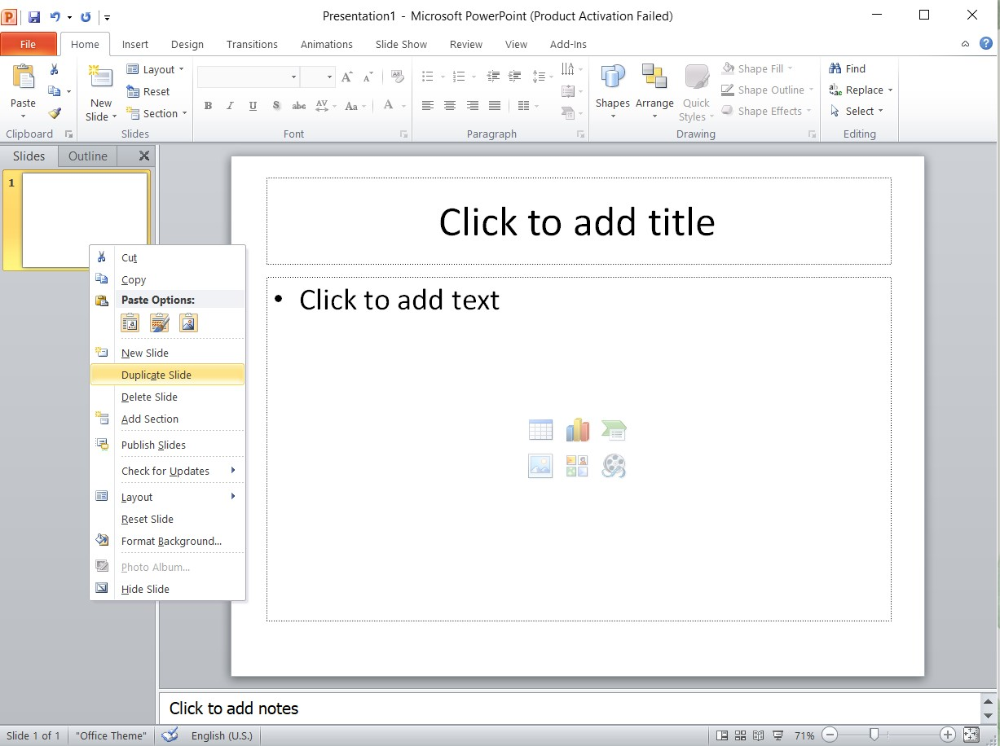 Presentation1 - Microsoft PowerPoint (Product Activation Failed)
File Home Insert Design Transitions Animations Slide Show Review View Add-Ins
Paste
Clipboard
New Slide
Layout
Reset
Section
Slides
B I U S abc AV Aa A
Font
Paragraph
Shapes
Arrange
Quick Styles
Shape Fill
Shape Outline
Shape Effects
Drawing
Find
Replace
Select
Editing
Slides Outline
1
Cut
Copy
Paste Options:
New Slide
Duplicate Slide
Delete Slide
Add Section
Publish Slides
Check for Updates
Layout
Reset Slide
Format Background...
Photo Album...
Hide Slide
Click to add title
• Click to add text
Click to add notes
Slide 1 of 1 "Office Theme" English (U.S.) 71%